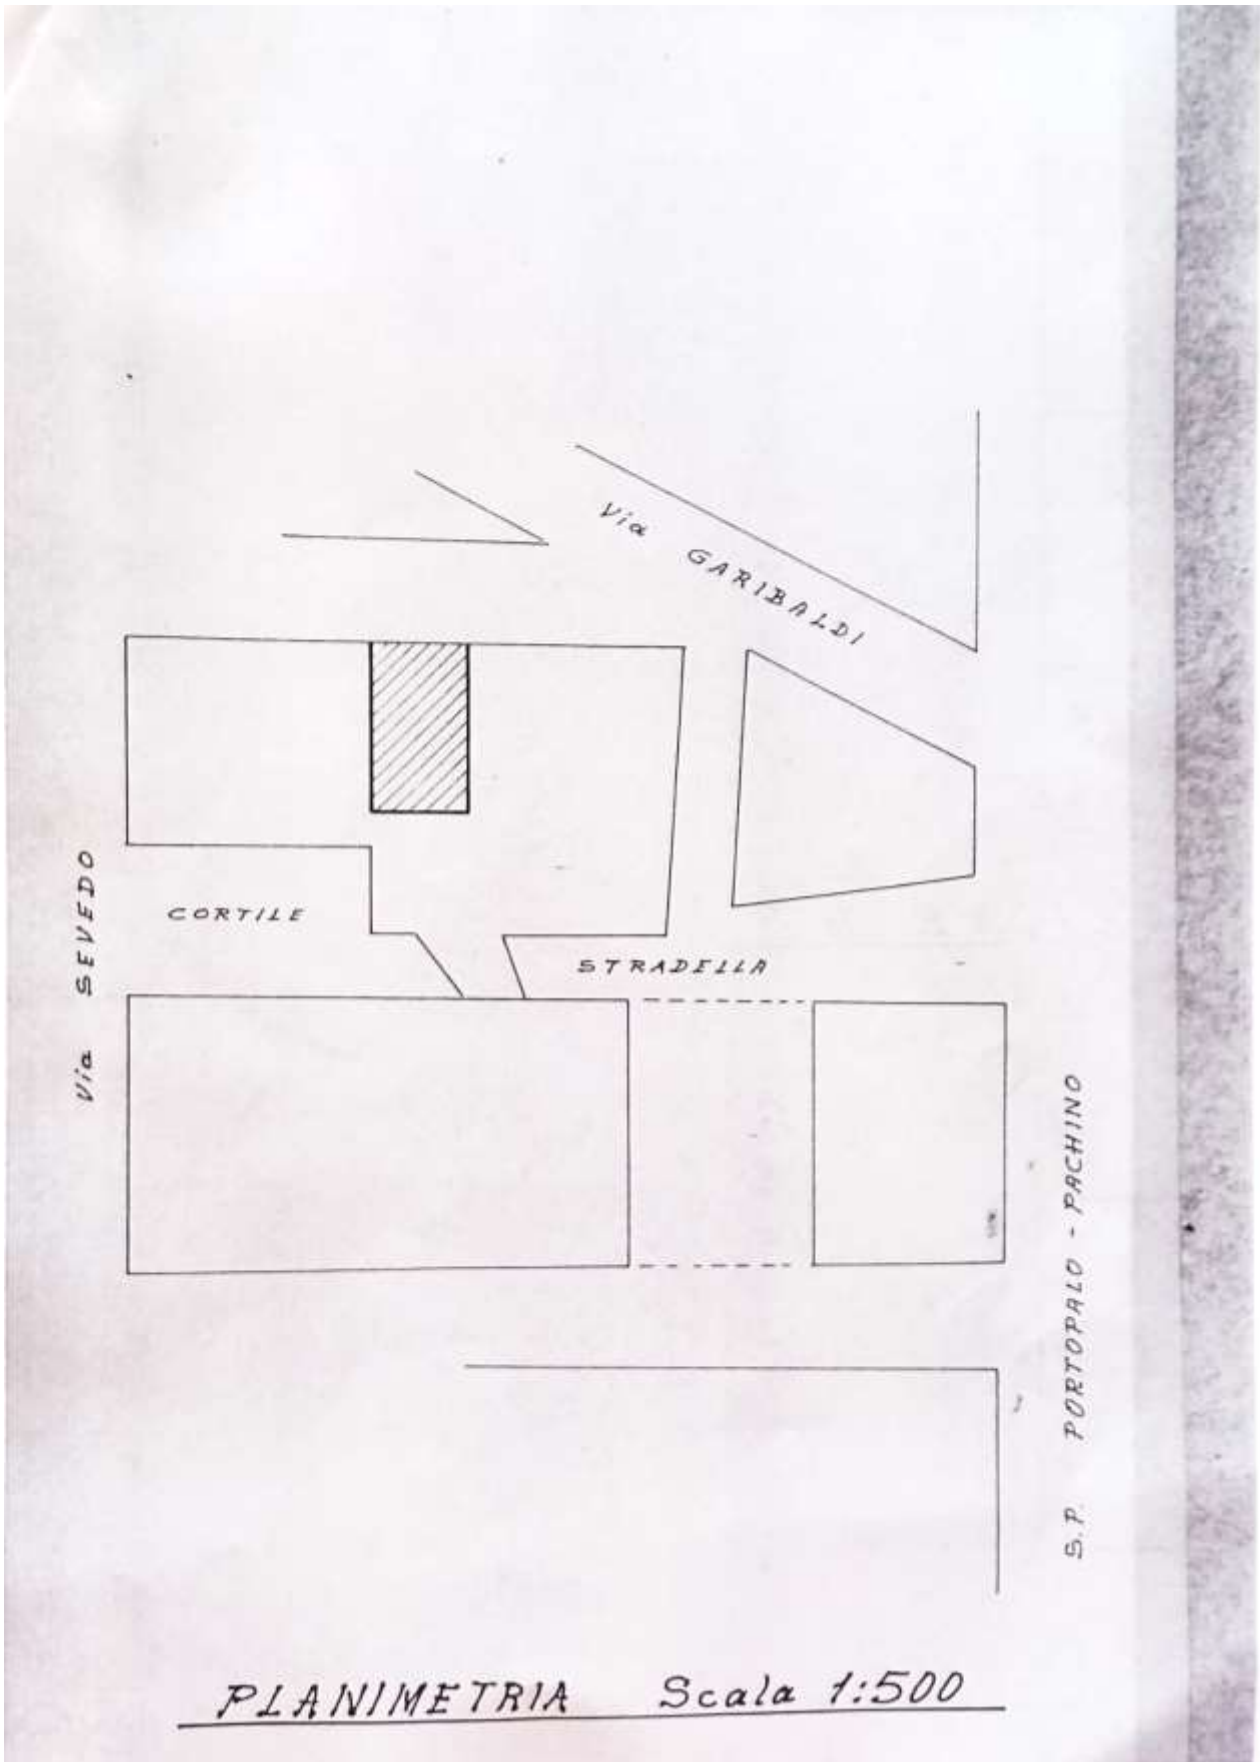 Via GARIBALDI
Via SEVEDO
CORTILE
STRADELLA
S.P. PORTOPALO - PACHINO
PLANIMETRIA Scala 1:500